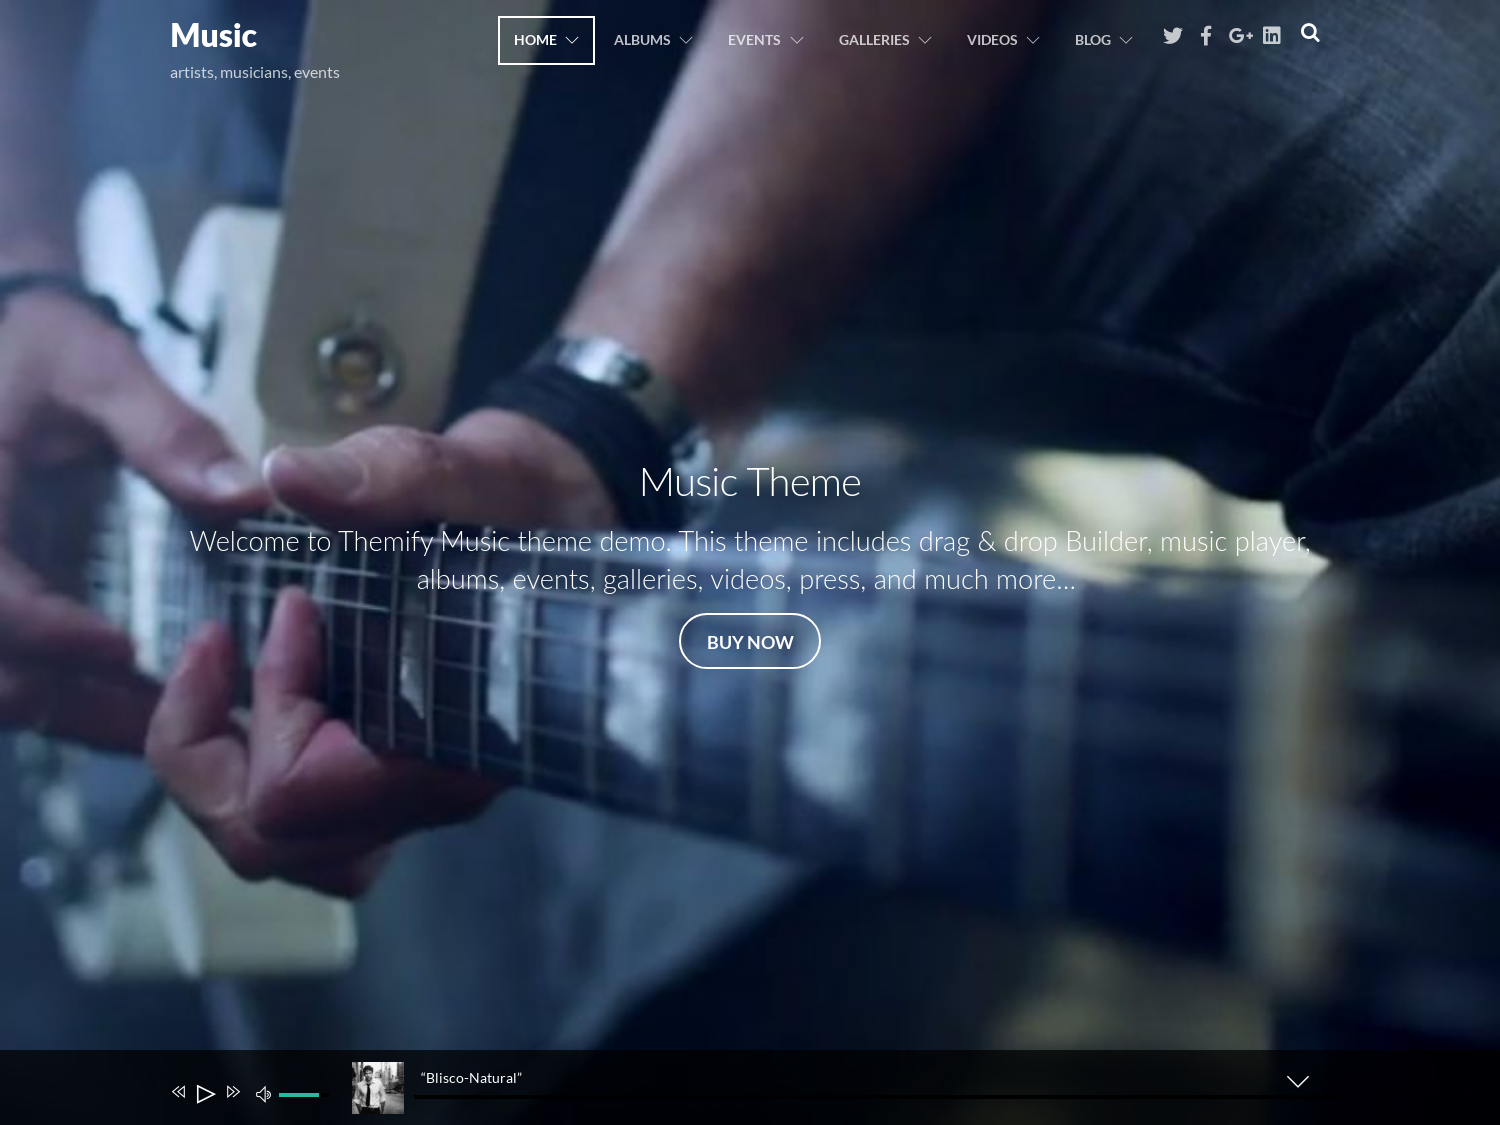 Music
artists, musicians, events
HOME
ALBUMS
EVENTS
GALLERIES
VIDEOS
BLOG
Music Theme
Welcome to Themify Music theme demo. This theme includes drag & drop Builder, music player,
albums, events, galleries, videos, press, and much more...
BUY NOW
“Blisco-Natural”